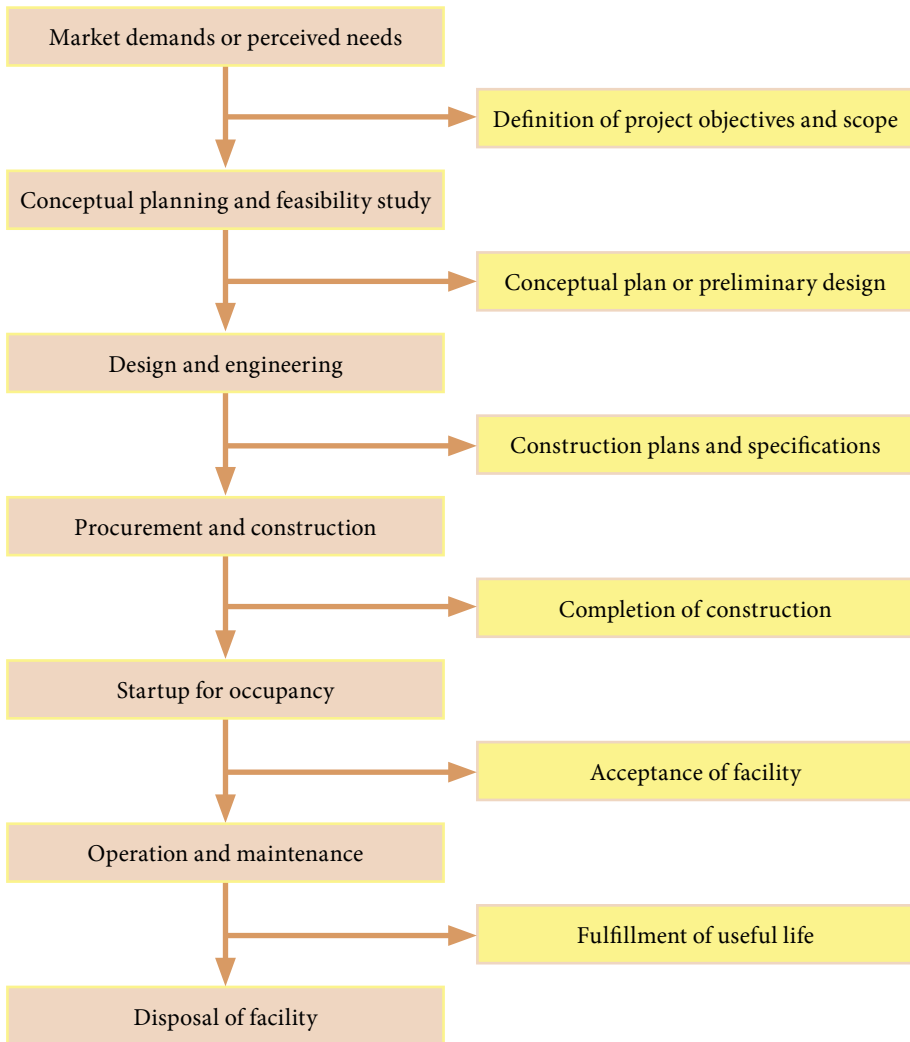 Market demands or perceived needs
Definition of project objectives and scope
Conceptual planning and feasibility study
Conceptual plan or preliminary design
Design and engineering
Construction plans and specifications
Procurement and construction
Completion of construction
Startup for occupancy
Acceptance of facility
Operation and maintenance
Fulfillment of useful life
Disposal of facility